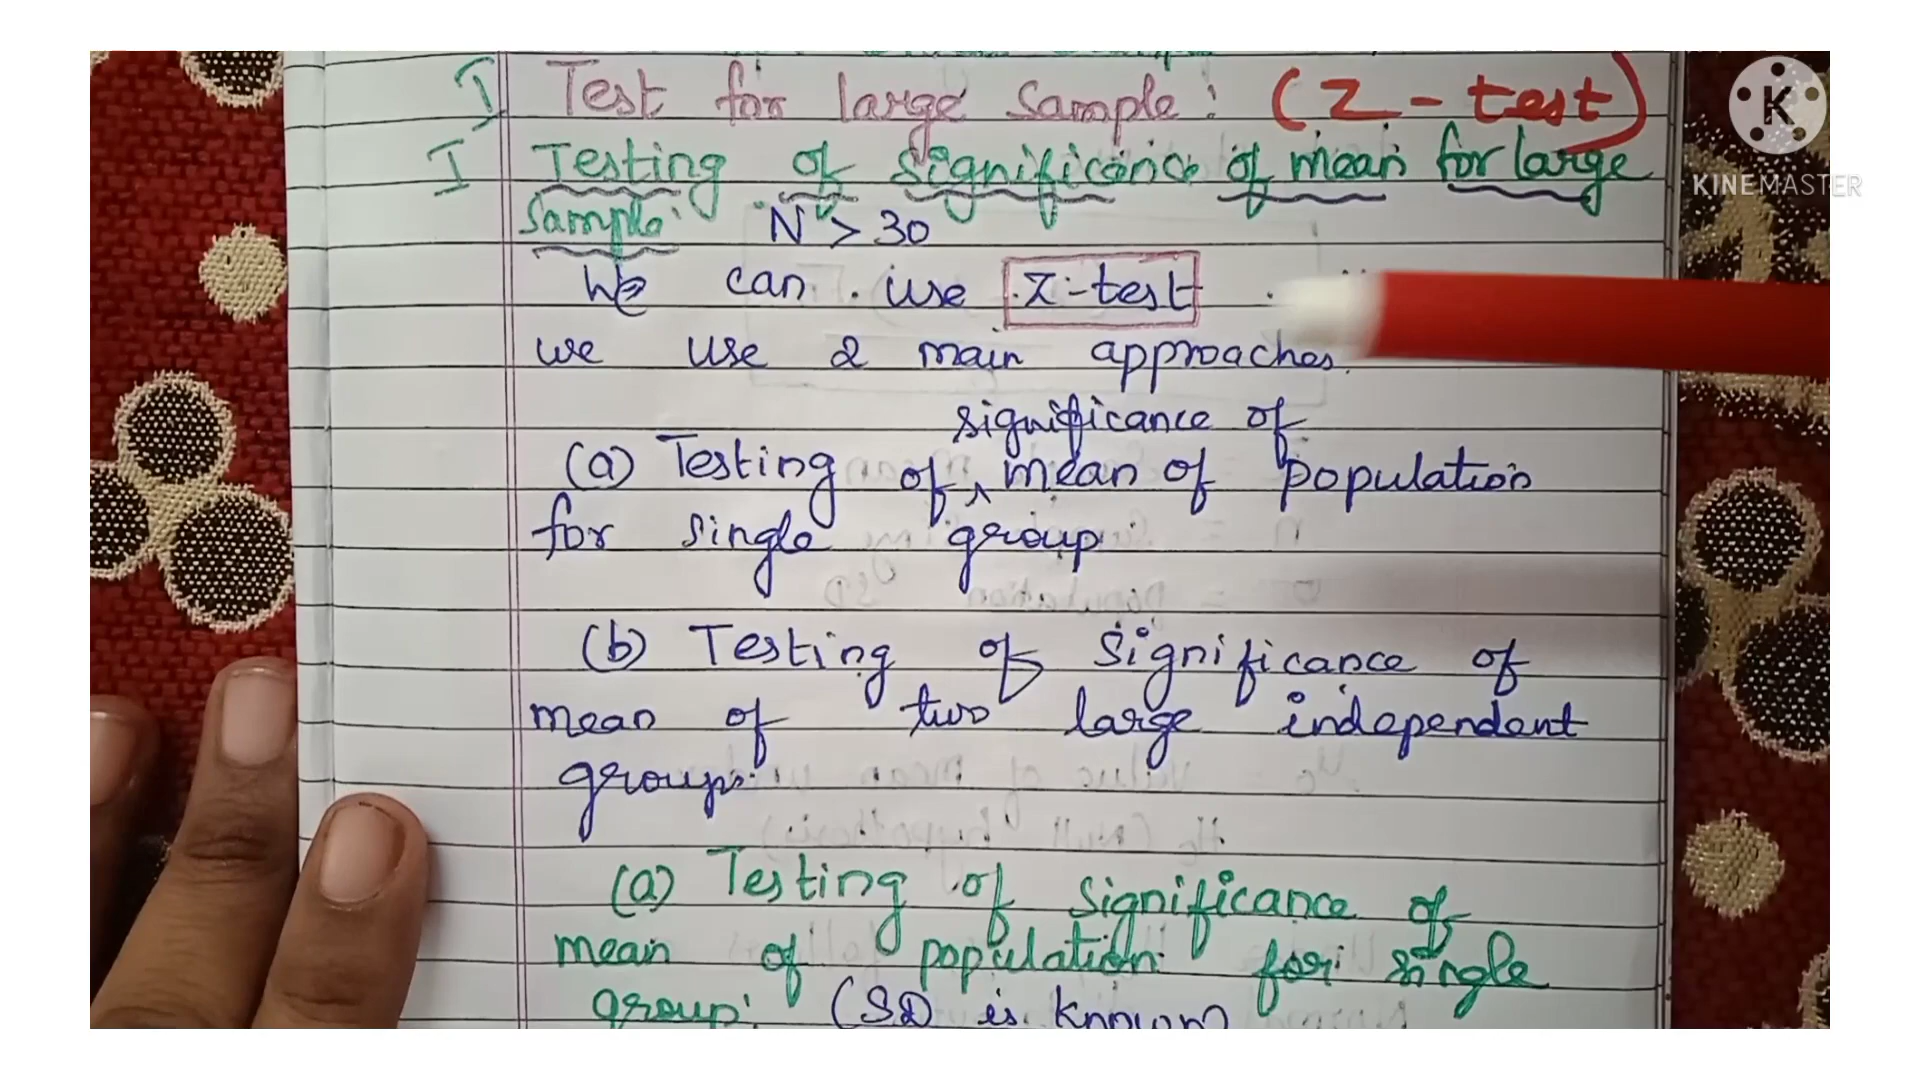 I Test for large sample: (Z-test)
I Testing of significance of mean for large
sample: N > 30
We can use Z-test
we use 2 main approaches.
significance of
(a) Testing of ^ mean of population
for single group
(b) Testing of significance of
mean of two large independent
groups.
(a) Testing of significance of
mean of population for single
group: (SD is known)
K
KINEMASTER